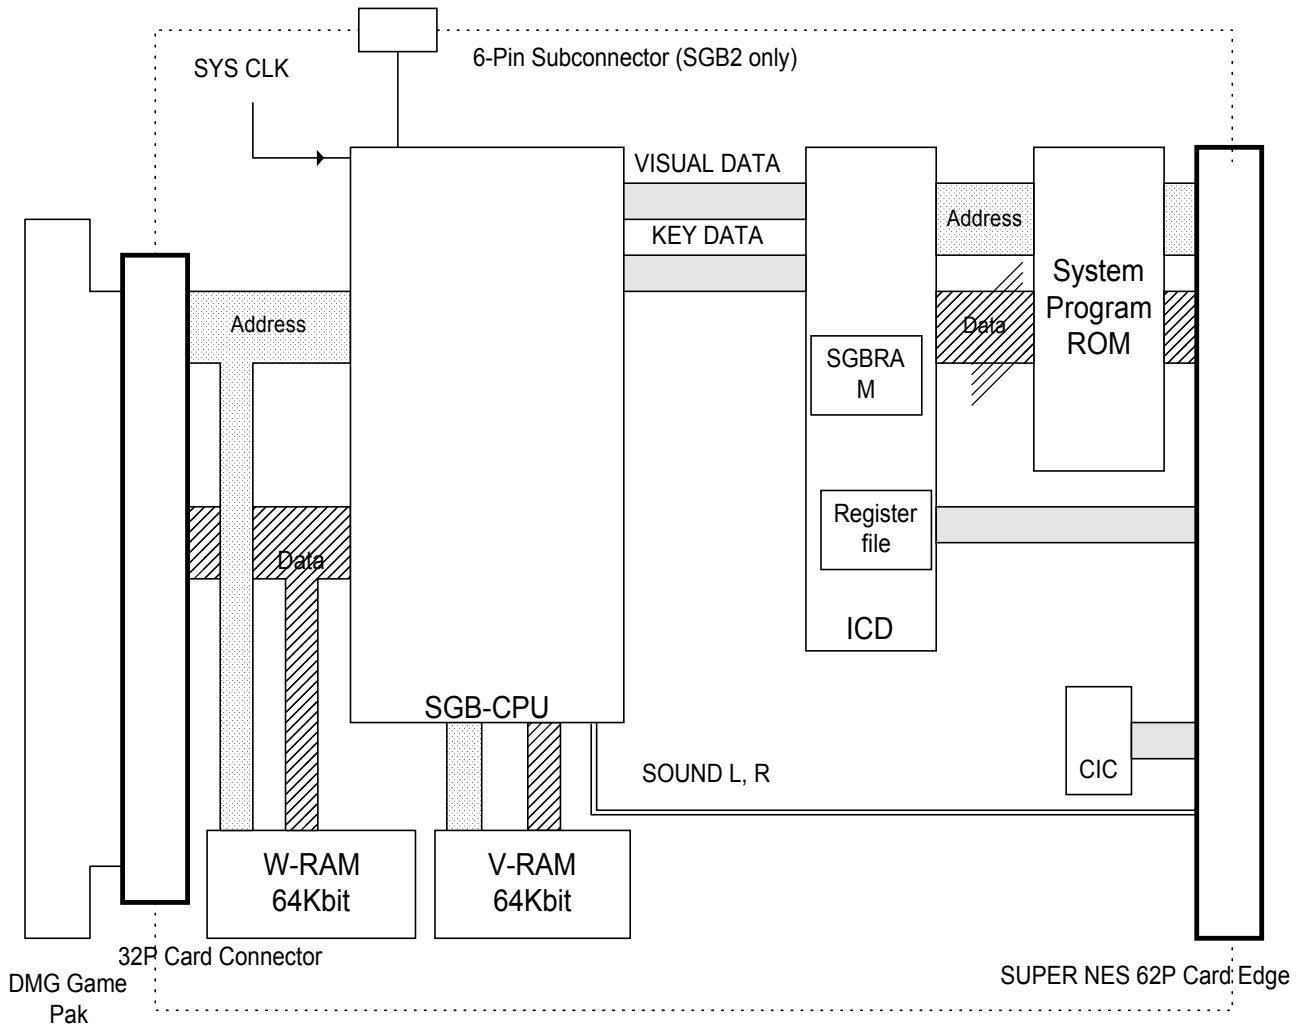 6-Pin Subconnector (SGB2 only)
SYS CLK
VISUAL DATA
KEY DATA
Address
System
Program
ROM
Address
Data
SGBRA
M
Register
file
Data
ICD
SGB-CPU
CIC
SOUND L, R
W-RAM
64Kbit
V-RAM
64Kbit
32P Card Connector
SUPER NES 62P Card Edge
DMG Game
Pak